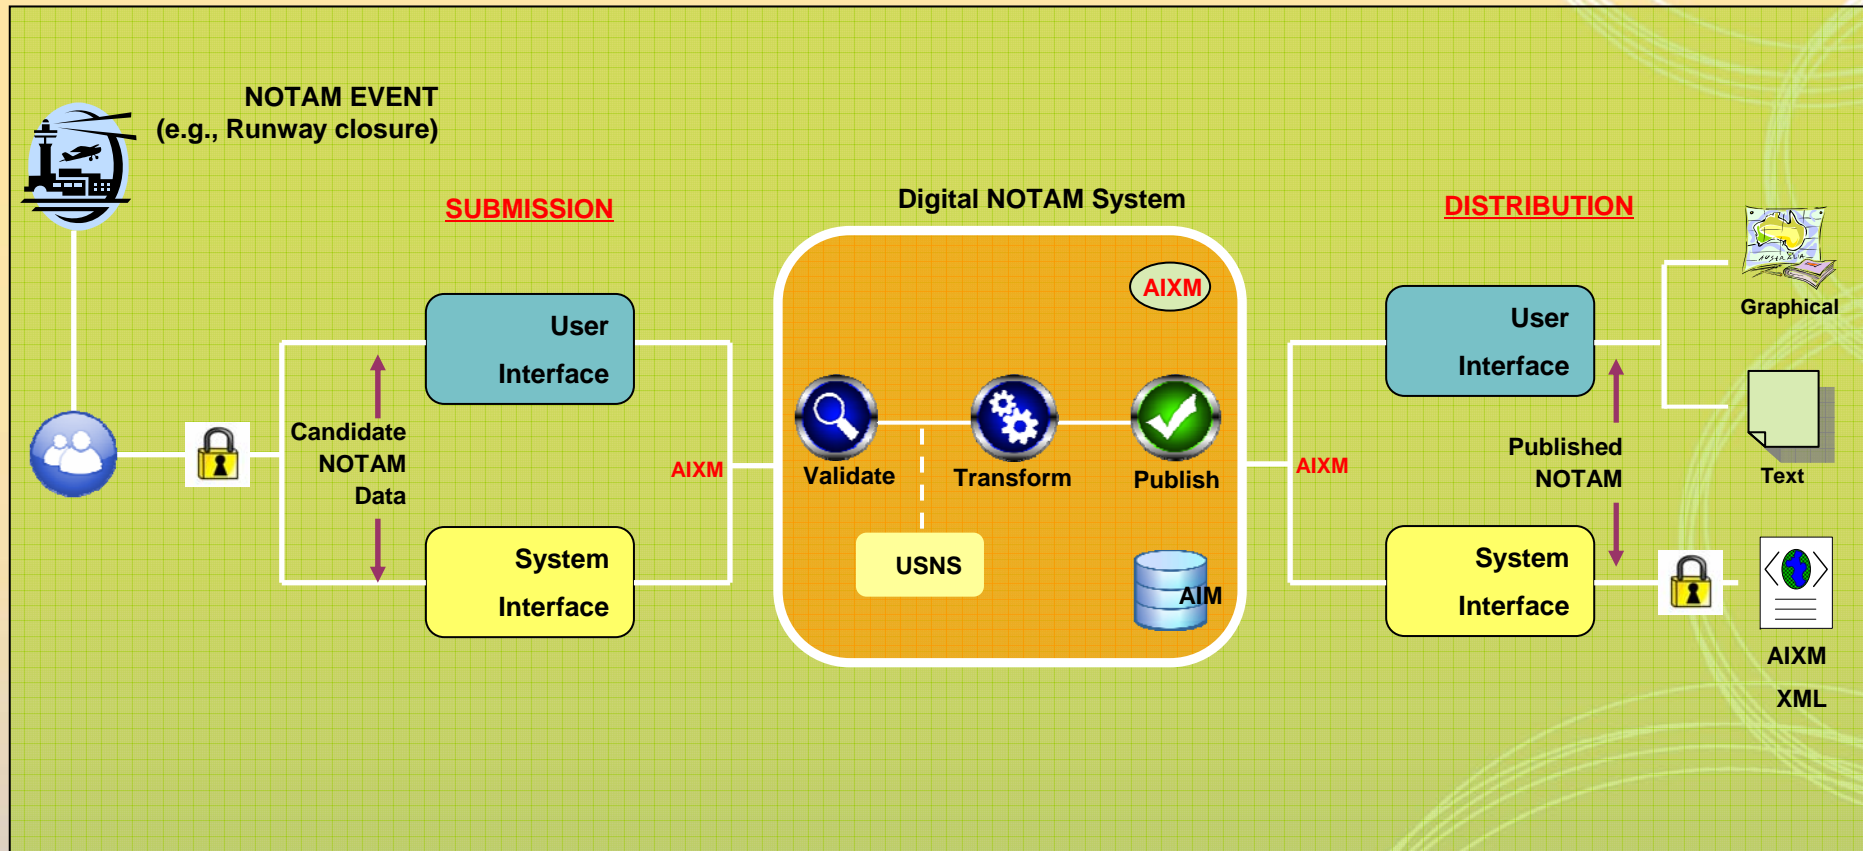 NOTAM EVENT
(e.g., Runway closure)
SUBMISSION
User
Interface
Candidate
NOTAM
Data
System
Interface
AIXM
Digital NOTAM System
AIXM
Validate
Transform
Publish
USNS
AIM
AIXM
DISTRIBUTION
User
Interface
Published
NOTAM
System
Interface
AUSTRALIA
Graphical
Text
AIXM
XML